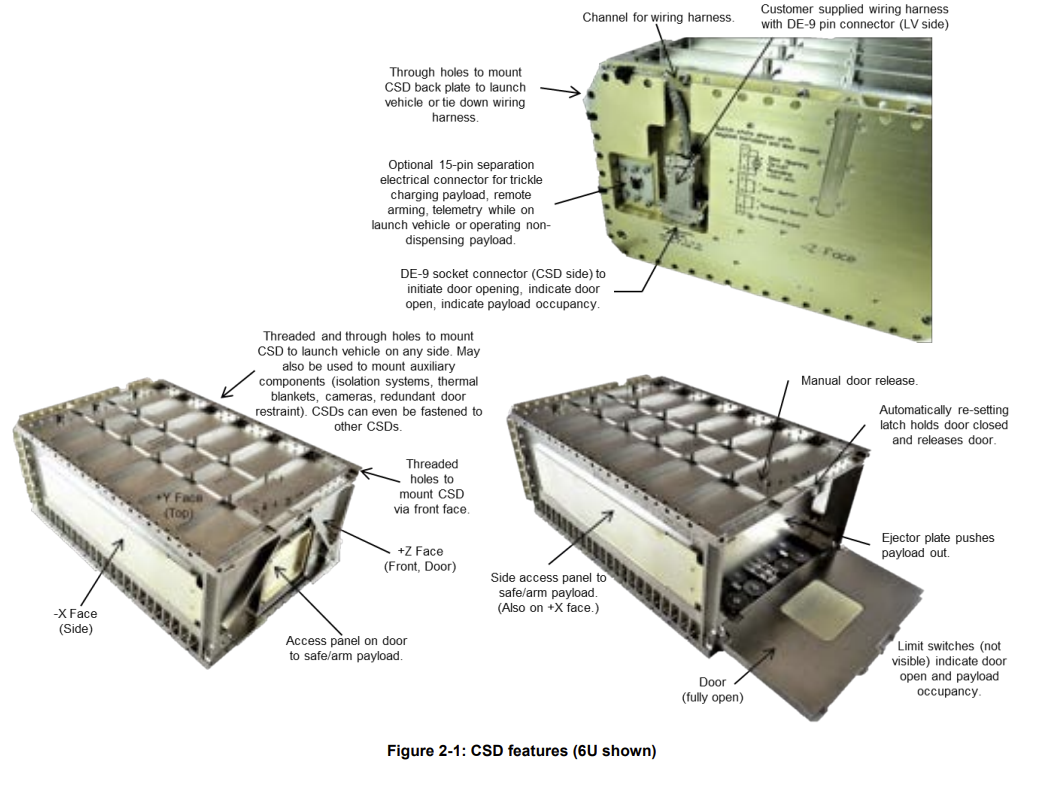 Channel for wiring harness.
Customer supplied wiring harness
with DE-9 pin connector (LV side)
Through holes to mount
CSD back plate to launch
vehicle or tie down wiring
harness.
Optional 15-pin separation
electrical connector for trickle
charging payload, remote
arming, telemetry while on
launch vehicle or operating non-
dispensing payload.
-Z Face
DE-9 socket connector (CSD side) to
initiate door opening, indicate door
open, indicate payload occupancy.
Threaded and through holes to mount
CSD to launch vehicle on any side. May
also be used to mount auxiliary
components (isolation systems, thermal
blankets, cameras, redundant door
restraint). CSDs can even be fastened to
other CSDs.
Threaded
holes to
mount CSD
via front face.
+Y Face
(Top)
+Z Face
(Front, Door)
-X Face
(Side)
Access panel on door
to safe/arm payload.
Manual door release.
Automatically re-setting
latch holds door closed
and releases door.
Ejector plate pushes
payload out.
Side access panel to
safe/arm payload.
(Also on +X face.)
Door
(fully open)
Limit switches (not
visible) indicate door
open and payload
occupancy.
Figure 2-1: CSD features (6U shown)